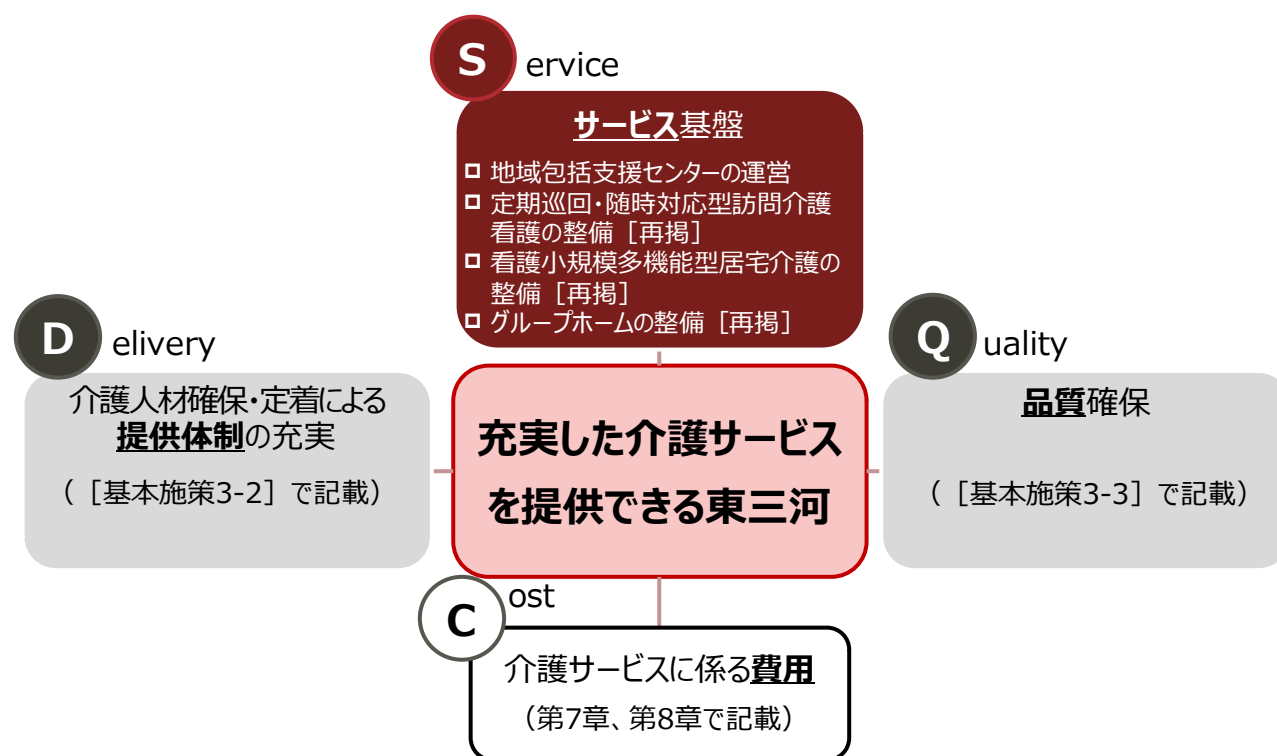 S ervice
サービス基盤
地域包括支援センターの運営
定期巡回・随時対応型訪問介護
看護の整備［再掲］
看護小規模多機能型居宅介護の
整備［再掲］
グループホームの整備［再掲］
D elivery
介護人材確保・定着による
提供体制の充実
（［基本施策3-2］で記載）
充実した介護サービス
を提供できる東三河
Q uality
品質確保
（［基本施策3-3］で記載）
C ost
介護サービスに係る費用
（第7章、第8章で記載）